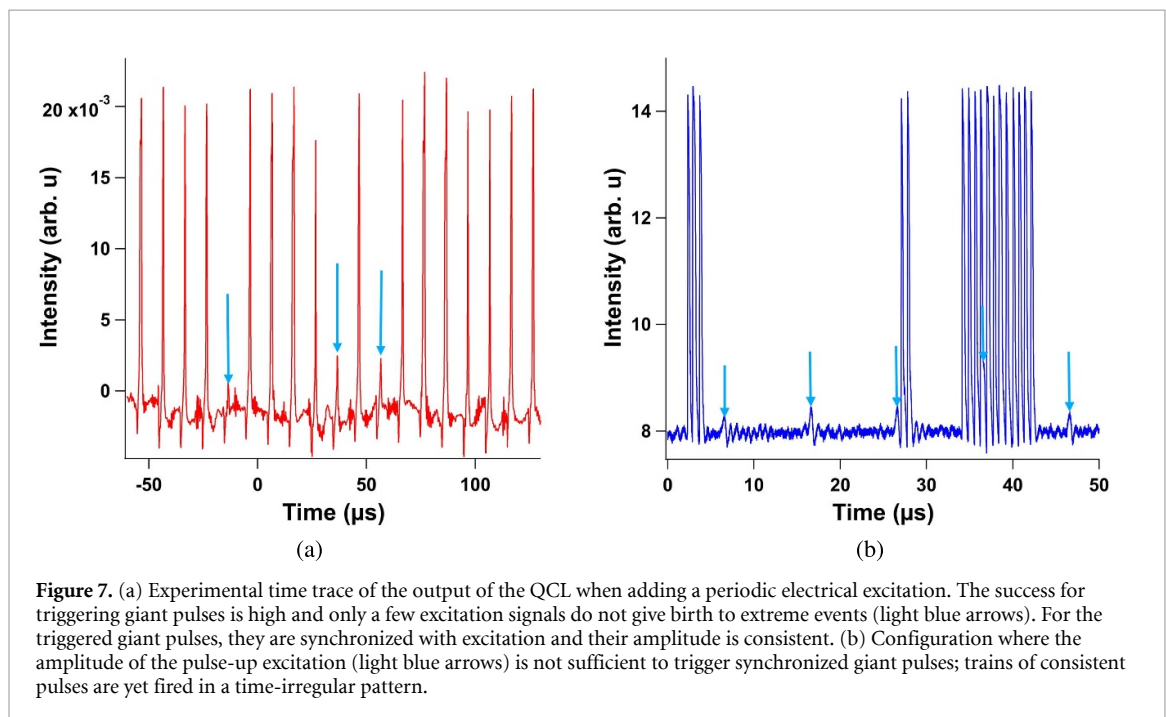 20 x10⁻³
15
10
5
0
Intensity (arb. u)
-50 0 50 100
Time (µs)
(a)
14
12
10
8
Intensity (arb. u)
0 10 20 30 40 50
Time (µs)
(b)
Figure 7. (a) Experimental time trace of the output of the QCL when adding a periodic electrical excitation. The success for
triggering giant pulses is high and only a few excitation signals do not give birth to extreme events (light blue arrows). For the
triggered giant pulses, they are synchronized with excitation and their amplitude is consistent. (b) Configuration where the
amplitude of the pulse-up excitation (light blue arrows) is not sufficient to trigger synchronized giant pulses; trains of consistent
pulses are yet fired in a time-irregular pattern.